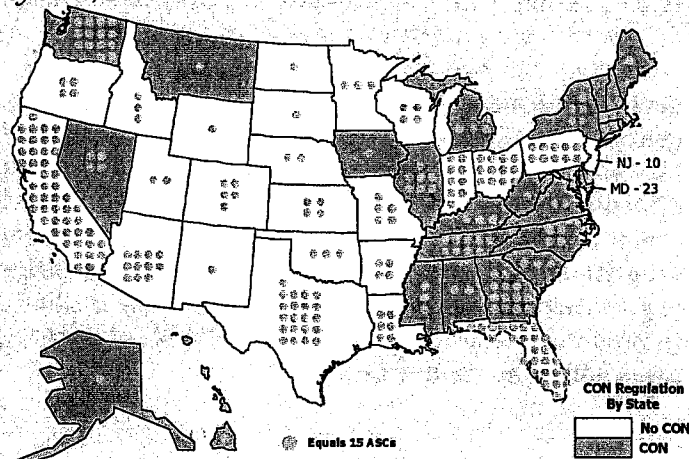 NJ - 10
MD - 23
CON Regulation
By State
No CON
CON
Equals 15 ASCs